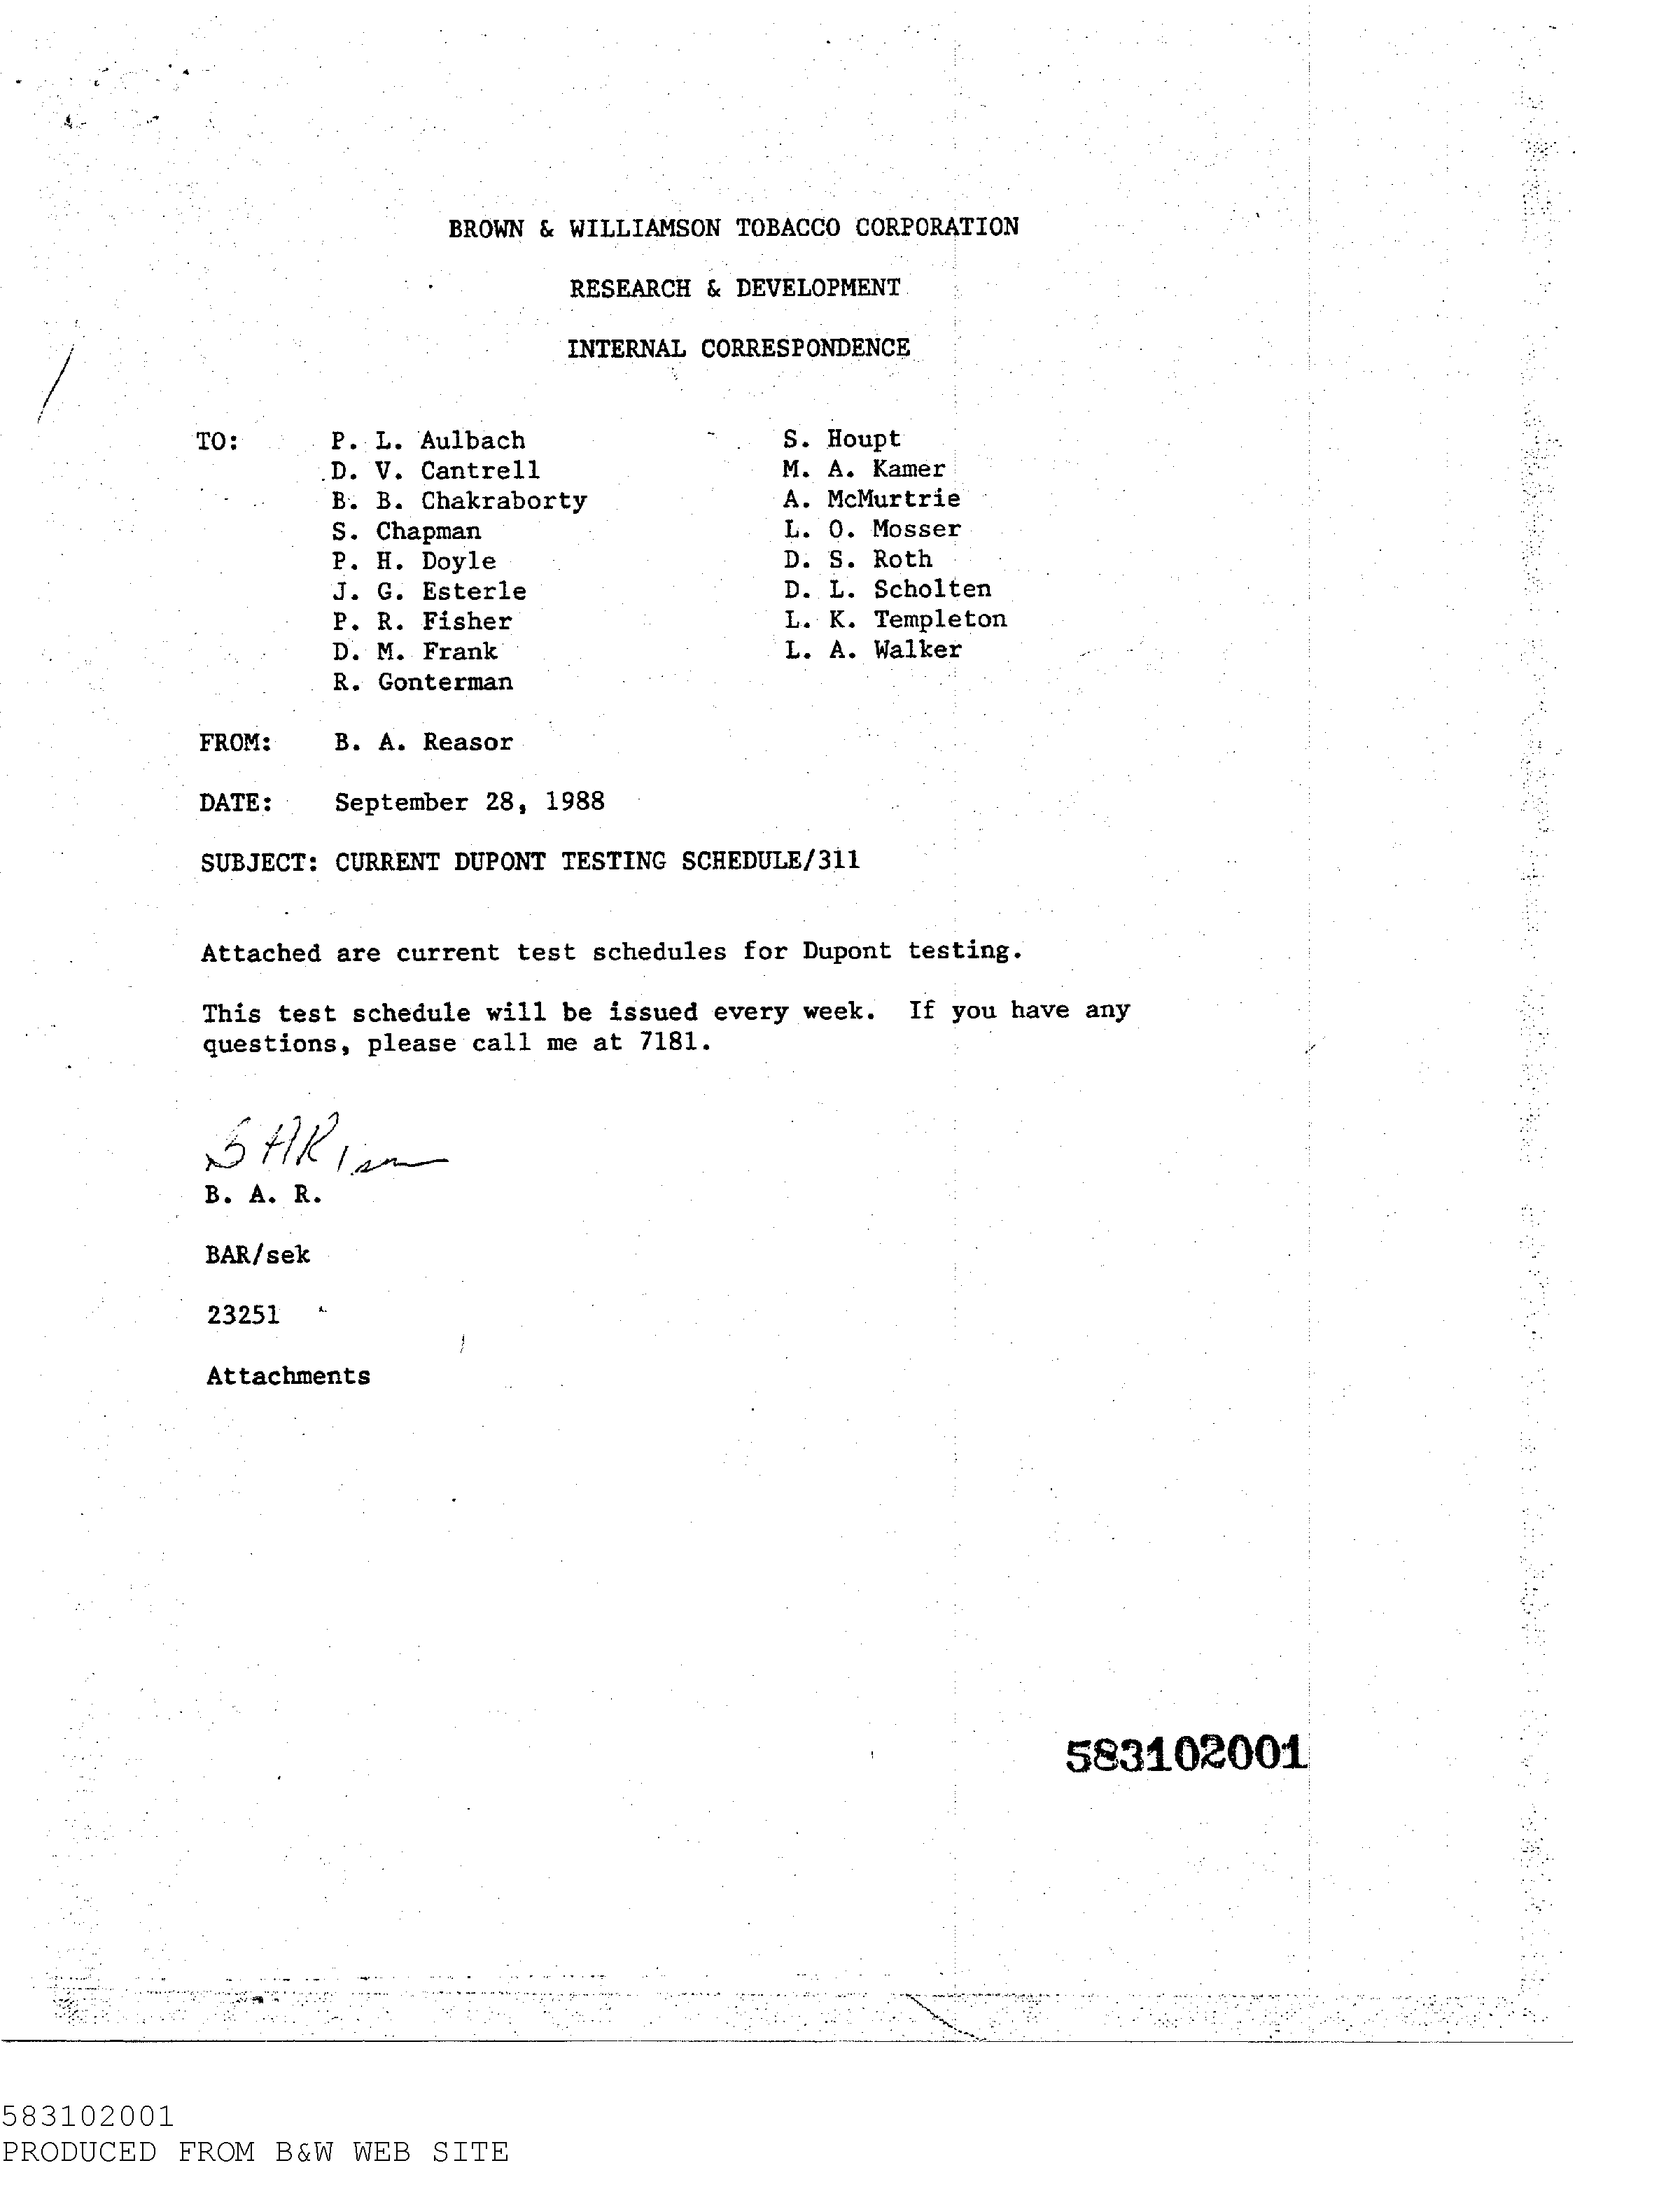 BROWN & WILLIAMSON TOBACCO CORPORATION
RESEARCH & DEVELOPMENT
INTERNAL CORRESPONDENCE
TO: P. L. Aulbach S. Houpt
D. V. Cantrell M. A. Kamer
B. B. Chakraborty A. McMurtrie
S. Chapman L. O. Mosser
P. H. Doyle D. S. Roth
J. G. Esterle D. L. Scholten
P. R. Fisher L. K. Templeton
D. M. Frank L. A. Walker
R. Gonterman
FROM: B. A. Reasor
DATE: September 28, 1988
SUBJECT: CURRENT DUPONT TESTING SCHEDULE/311
Attached are current test schedules for Dupont testing.
This test schedule will be issued every week. If you have any
questions, please call me at 7181.
BAR
B. A. R.
BAR/sek
23251
Attachments
583102001
583102001
PRODUCED FROM B&W WEB SITE